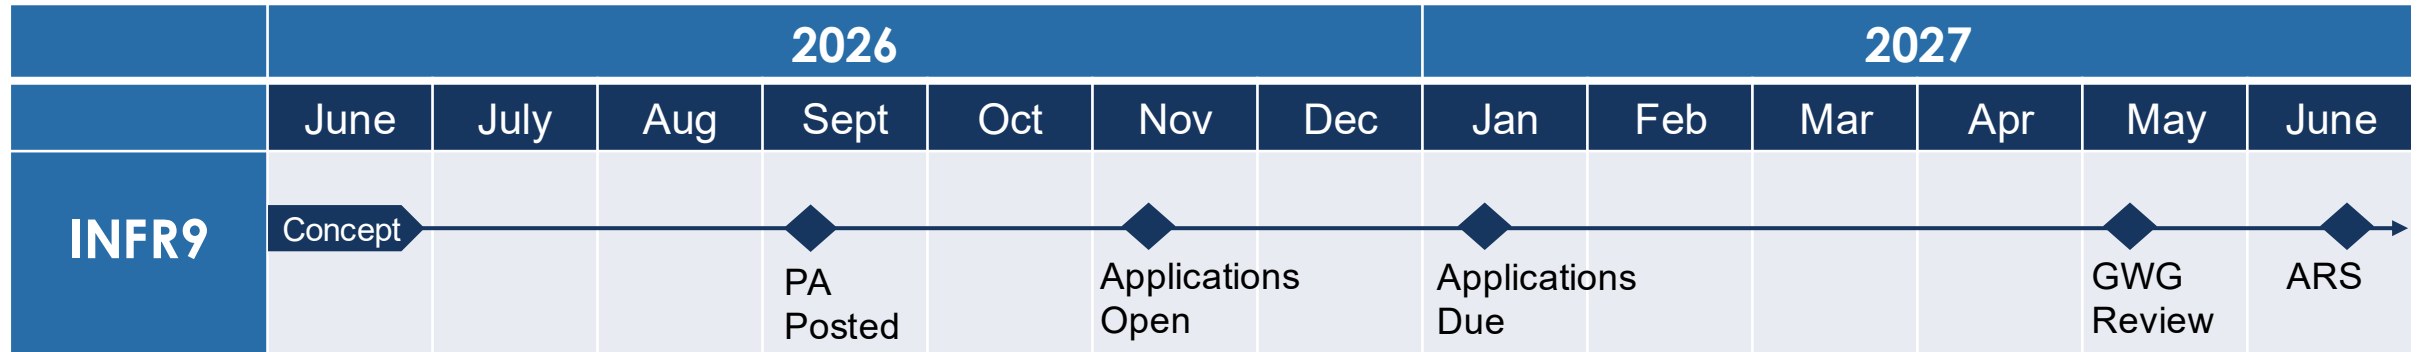 2026 2027
June July Aug Sept Oct Nov Dec Jan Feb Mar Apr May June
INFR9
Concept
PA
Posted
Applications
Open
Applications
Due
GWG
Review
ARS